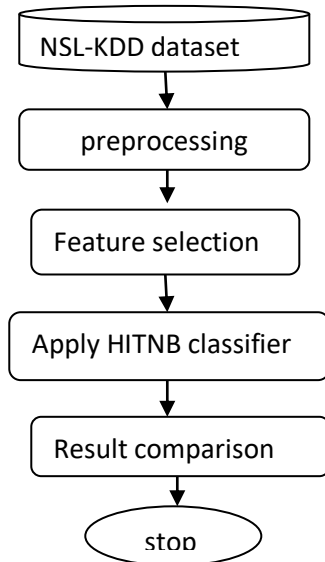 NSL-KDD dataset
preprocessing
Feature selection
Apply HITNB classifier
Result comparison
stop